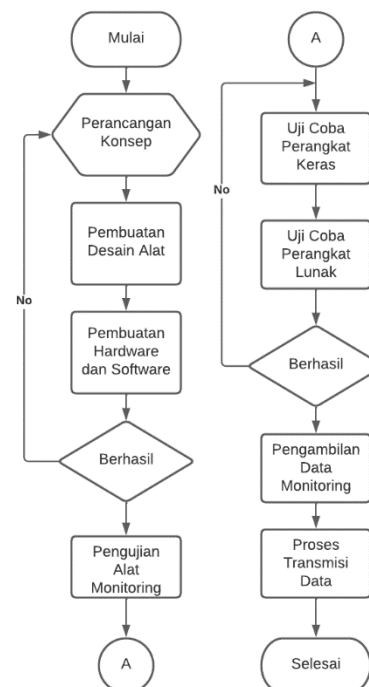 Mulai
Perancangan
Konsep
Pembuatan
Desain Alat
No
Pembuatan
Hardware
dan Software
Berhasil
Pengujian
Alat
Monitoring
A
A
Uji Coba
Perangkat
Keras
No
Uji Coba
Perangkat
Lunak
Berhasil
Pengambilan
Data
Monitoring
Proses
Transmisi
Data
Selesai